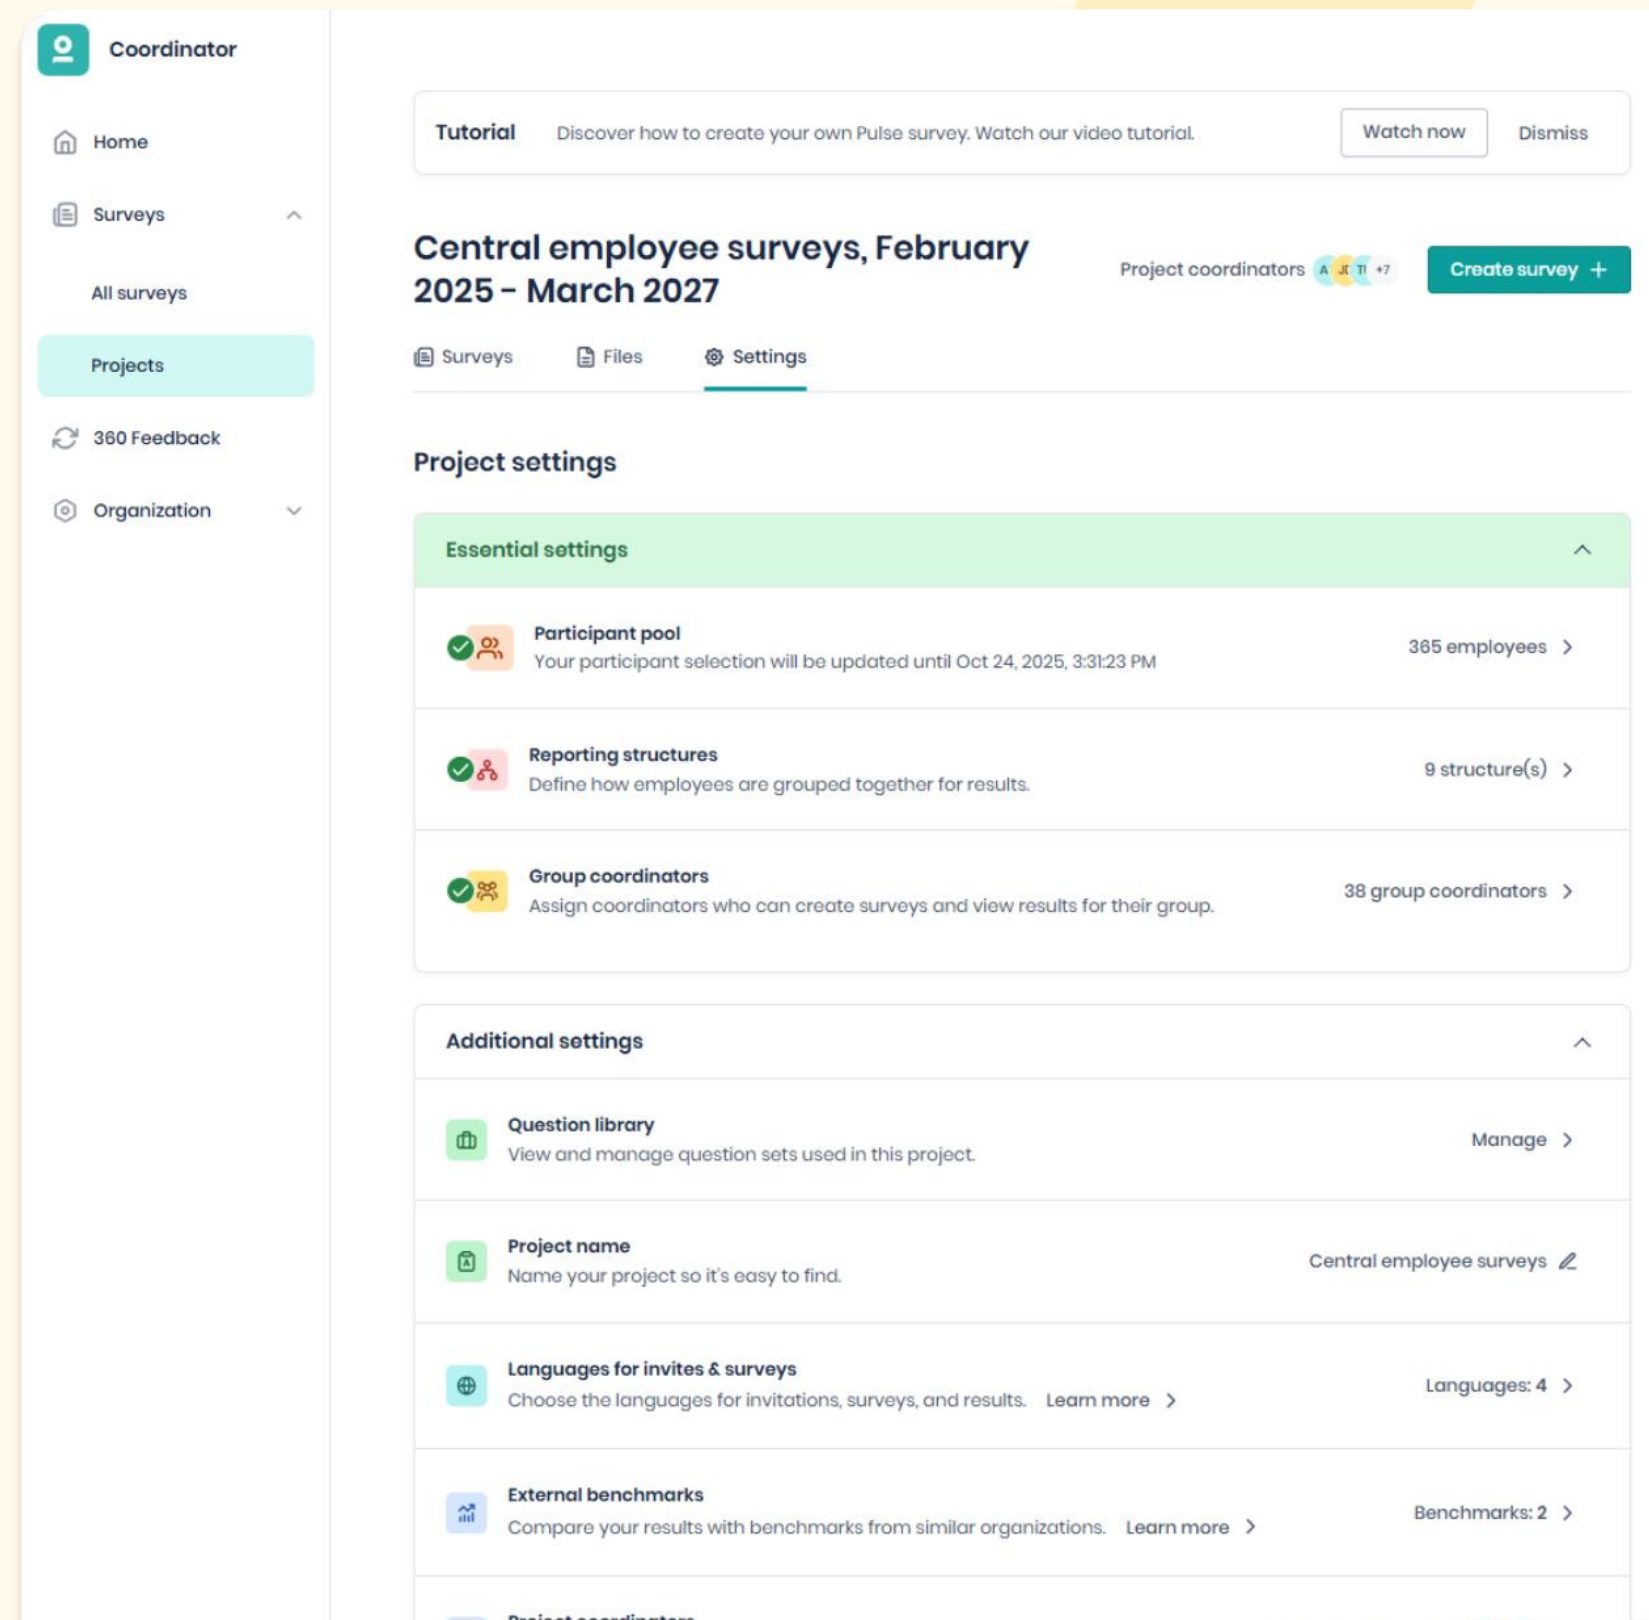 Coordinator
Home
Surveys
All surveys
Projects
360 Feedback
Organization
Tutorial Discover how to create your own Pulse survey. Watch our video tutorial. Watch now Dismiss
Central employee surveys, February
2025 - March 2027
Project coordinators A JD +7
Create survey +
Surveys Files Settings
Project settings
Essential settings
Participant pool
Your participant selection will be updated until Oct 24, 2025, 3:31:23 PM
365 employees
Reporting structures
Define how employees are grouped together for results.
9 structure(s)
Group coordinators
Assign coordinators who can create surveys and view results for their group.
38 group coordinators
Additional settings
Question library
View and manage question sets used in this project.
Manage
Project name
Name your project so it's easy to find.
Central employee surveys
Languages for invites & surveys
Choose the languages for invitations, surveys, and results. Learn more
Languages: 4
External benchmarks
Compare your results with benchmarks from similar organizations. Learn more
Benchmarks: 2
Project coordinators